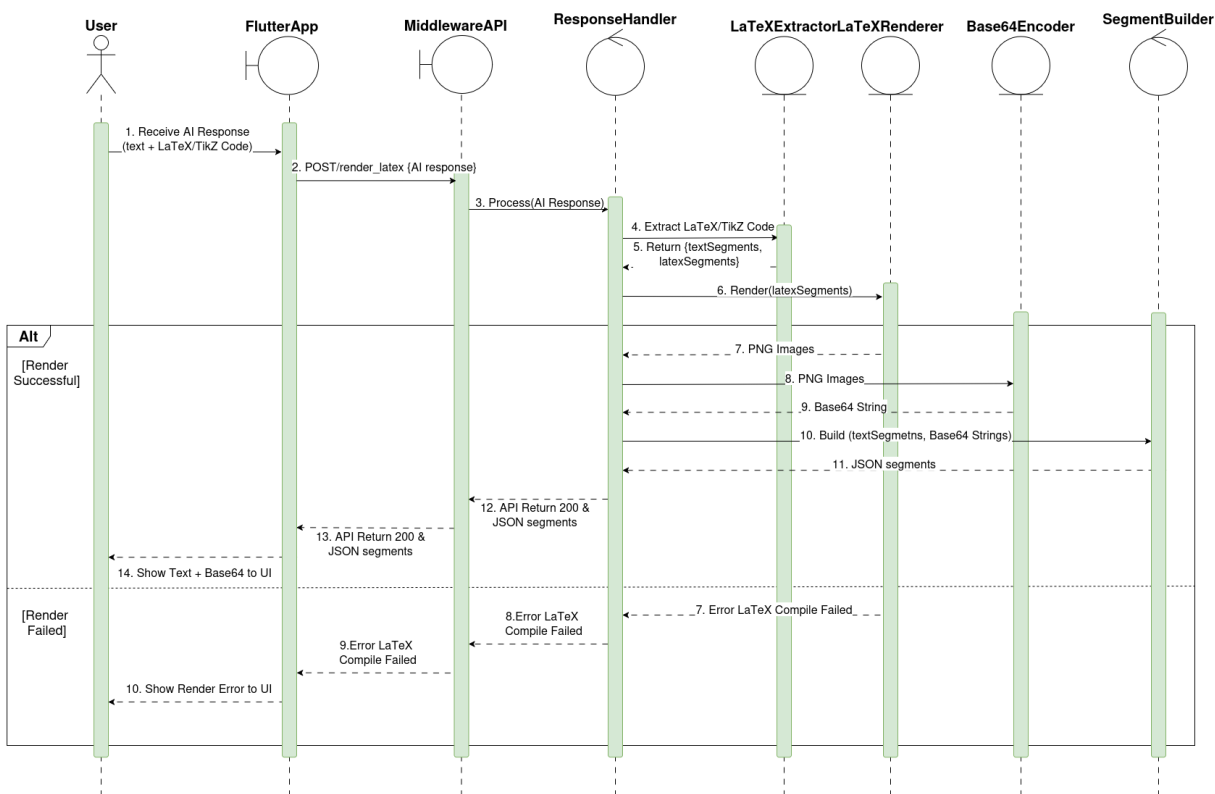 User
FlutterApp
MiddlewareAPI
ResponseHandler
LaTeXExtractor
LaTeXRenderer
Base64Encoder
SegmentBuilder
1. Receive AI Response
(text + LaTeX/TikZ Code)
2. POST/render_latex {AI response}
3. Process(AI Response)
4. Extract LaTeX/TikZ Code
5. Return {textSegments,
latexSegments}
6. Render(latexSegments)
Alt
[Render
Successful]
7. PNG Images
8. PNG Images
9. Base64 String
10. Build (textSegmetns, Base64 Strings)
11. JSON segments
12. API Return 200 &
JSON segments
13. API Return 200 &
JSON segments
14. Show Text + Base64 to UI
[Render
Failed]
7. Error LaTeX Compile Failed
8.Error LaTeX
Compile Failed
9.Error LaTeX
Compile Failed
10. Show Render Error to UI